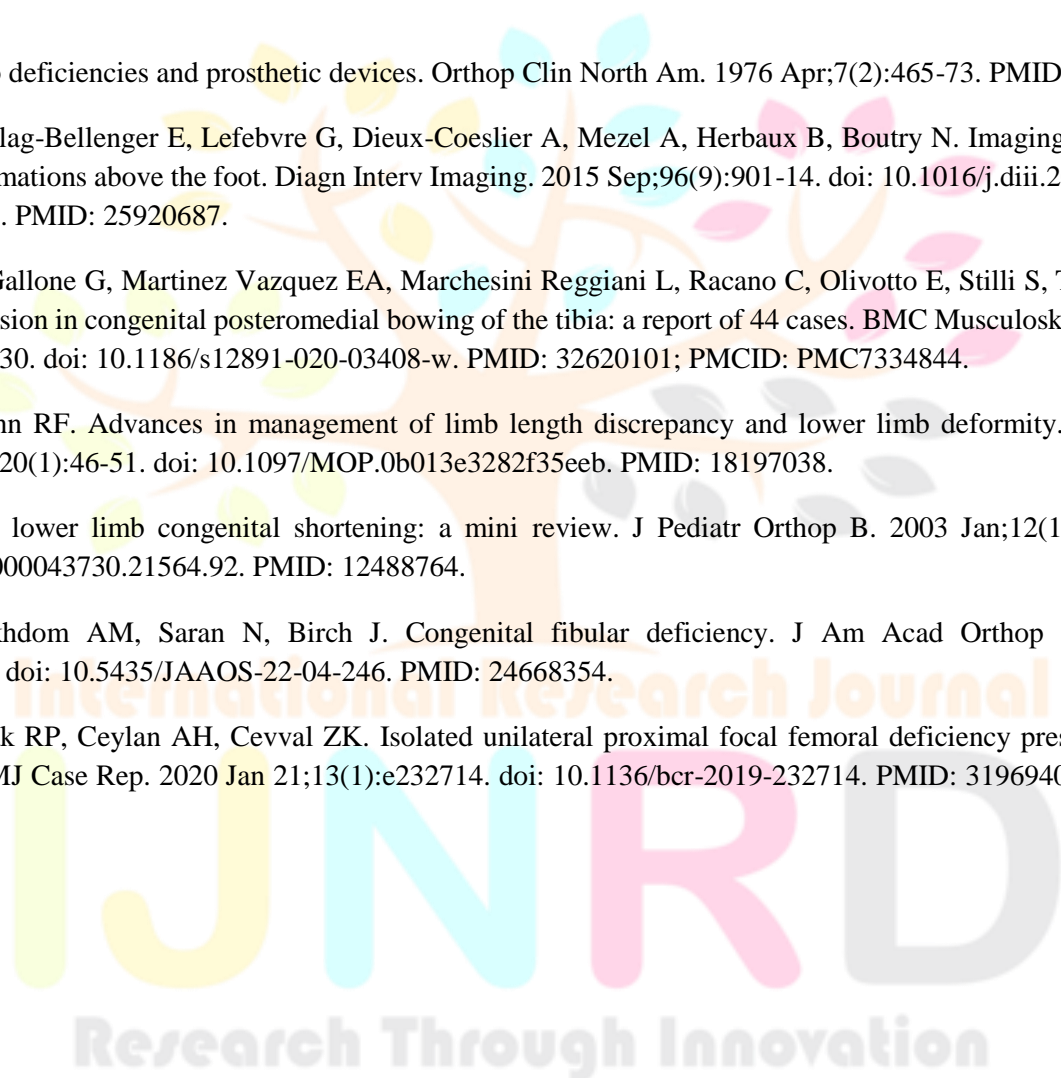 deficiencies and prosthetic devices. Orthop Clin North Am. 1976 Apr;7(2):465-73. PMID
lag-Bellenger E, Lefebvre G, Dieux-Coeslier A, Mezel A, Herbaux B, Boutry N. Imaging
mations above the foot. Diagn Interv Imaging. 2015 Sep;96(9):901-14. doi: 10.1016/j.diii.2
. PMID: 25920687.
Gallone G, Martinez Vazquez EA, Marchesini Reggiani L, Racano C, Olivotto E, Stilli S, T
sion in congenital posteromedial bowing of the tibia: a report of 44 cases. BMC Musculosk
30. doi: 10.1186/s12891-020-03408-w. PMID: 32620101; PMCID: PMC7334844.
nn RF. Advances in management of limb length discrepancy and lower limb deformity.
20(1):46-51. doi: 10.1097/MOP.0b013e3282f35eeb. PMID: 18197038.
lower limb congenital shortening: a mini review. J Pediatr Orthop B. 2003 Jan;12(1
000043730.21564.92. PMID: 12488764.
khdom AM, Saran N, Birch J. Congenital fibular deficiency. J Am Acad Orthop
doi: 10.5435/JAAOS-22-04-246. PMID: 24668354.
International Research Journal
k RP, Ceylan AH, Cevval ZK. Isolated unilateral proximal focal femoral deficiency pres
MJ Case Rep. 2020 Jan 21;13(1):e232714. doi: 10.1136/bcr-2019-232714. PMID: 3196940
IJNRD
Research Through Innovation